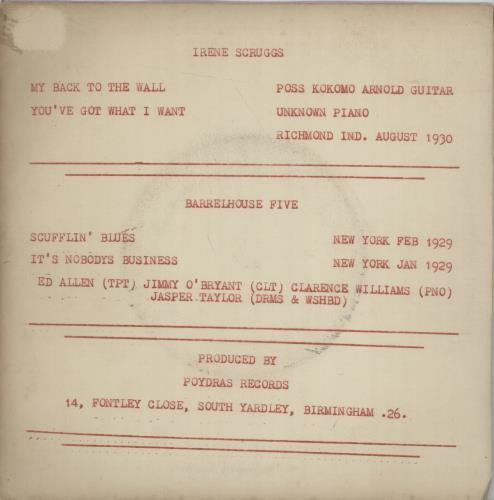 IRENE SCRUGGS
MY BACK TO THE WALL POSS KOKOMO ARNOLD GUITAR
YOU'VE GOT WHAT I WANT UNKNOWN PIANO
RICHMOND IND. AUGUST 1930
BARRELHOUSE FIVE
SCUFFLIN' BLUES NEW YORK FEB 1929
IT'S NOBODYS BUSINESS NEW YORK JAN 1929
ED ALLEN (TPT) JIMMY O'BRYANT (CLT) CLARENCE WILLIAMS (PNO)
JASPER TAYLOR (DRMS & WSHBD)
PRODUCED BY
POYDRAS RECORDS
14, FONTLEY CLOSE, SOUTH YARDLEY, BIRMINGHAM .26.